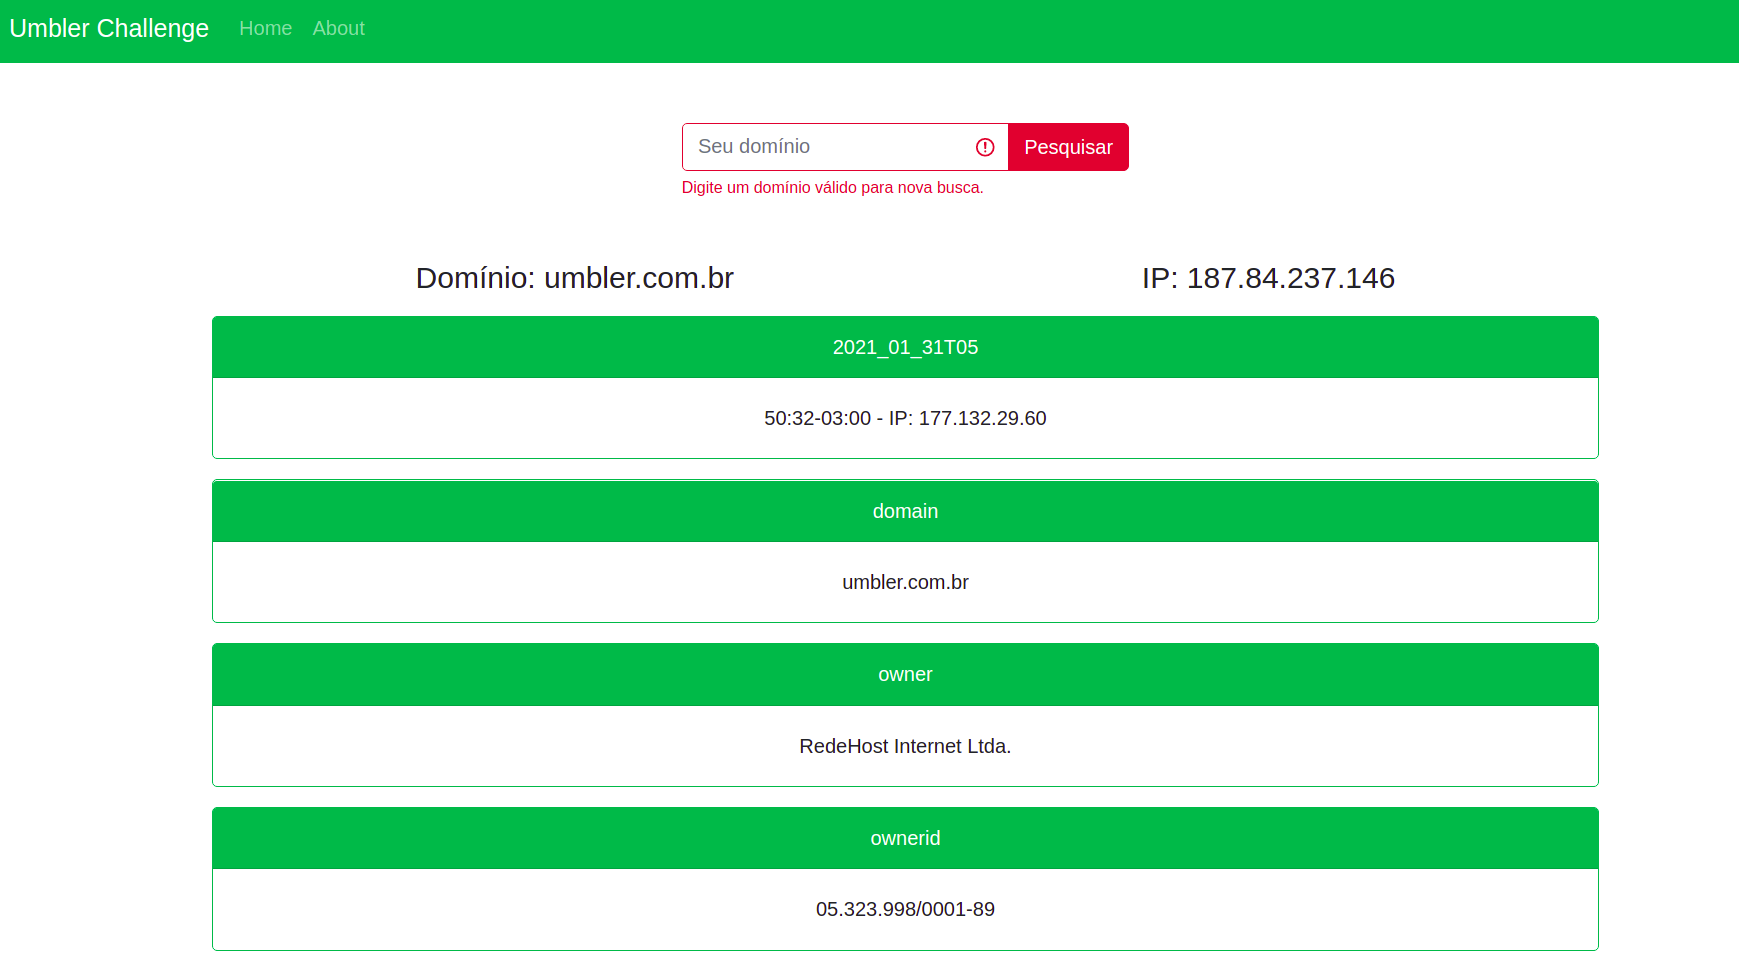 Umbler Challenge Home About
Seu domínio Pesquisar
Digite um domínio válido para nova busca.
Domínio: umbler.com.br IP: 187.84.237.146
2021_01_31T05
50:32-03:00 - IP: 177.132.29.60
domain
umbler.com.br
owner
RedeHost Internet Ltda.
ownerid
05.323.998/0001-89